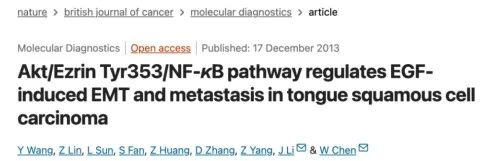 nature > british journal of cancer > molecular diagnostics > article
Molecular Diagnostics | Open access | Published: 17 December 2013
Akt/Ezrin Tyr353/NF-κB pathway regulates EGF-
induced EMT and metastasis in tongue squamous cell
carcinoma
Y Wang, Z Lin, L Sun, S Fan, Z Huang, D Zhang, Z Yang, J Li & W Chen